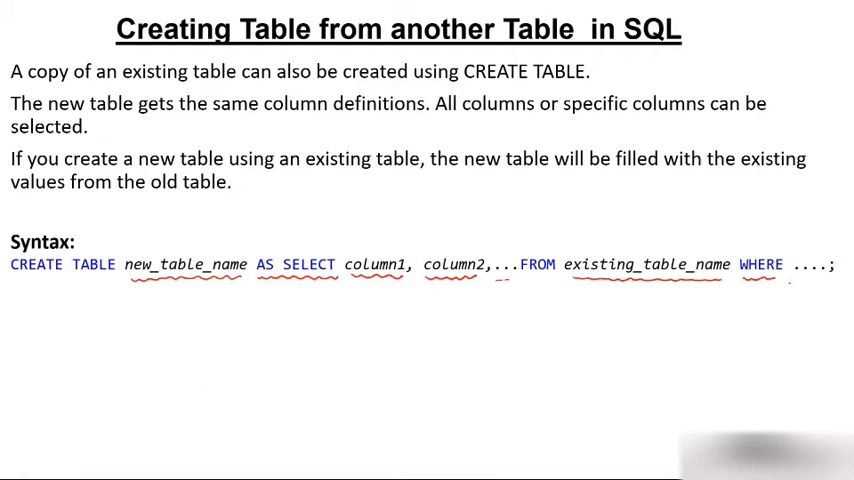 Creating Table from another Table in SQL
A copy of an existing table can also be created using CREATE TABLE.
The new table gets the same column definitions. All columns or specific columns can be
selected.
If you create a new table using an existing table, the new table will be filled with the existing
values from the old table.
Syntax:
CREATE TABLE new_table_name AS SELECT column1, column2,...FROM existing_table_name WHERE ....;